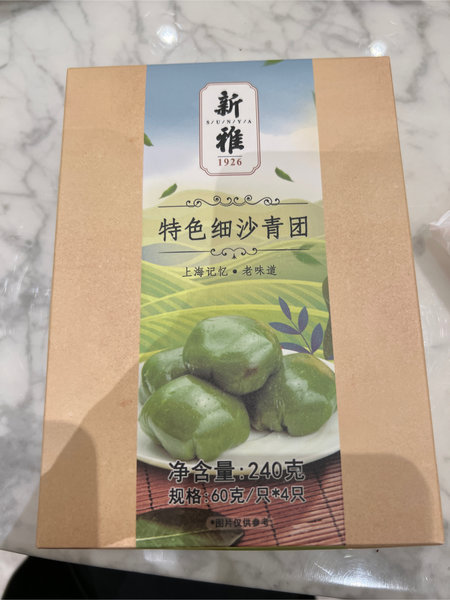 新
S/U/N/Y/A
雅
1926
特色细沙青团
上海记忆·老味道
净含量:240克
规格:60克/只*4只
*图片仅供参考